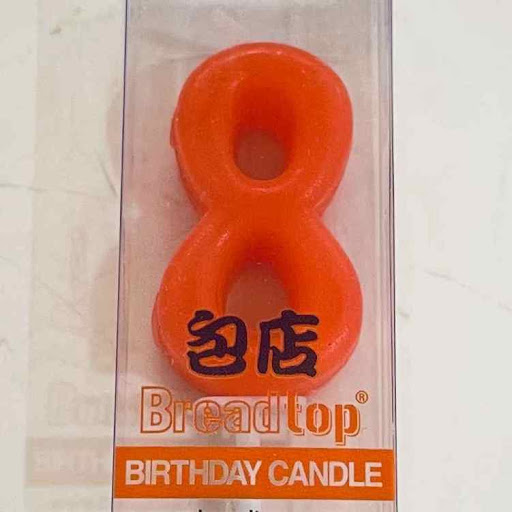 8
包店
Breadtop®
BIRTHDAY CANDLE